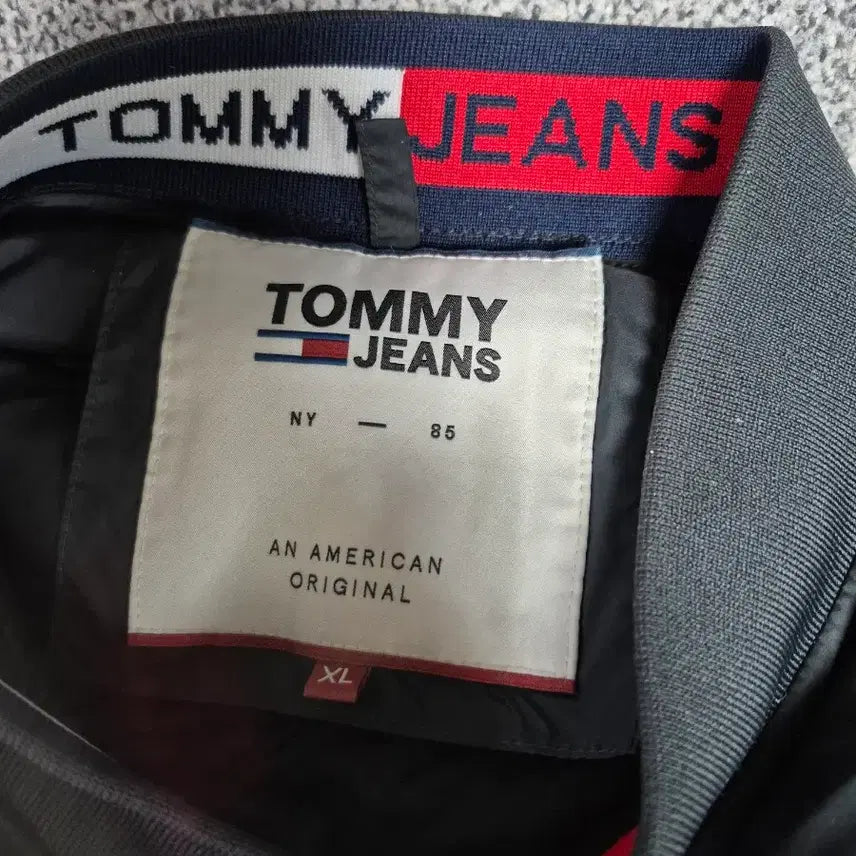 TOMMY JEANS
TOMMY
JEANS
NY — 85
AN AMERICAN
ORIGINAL
XL